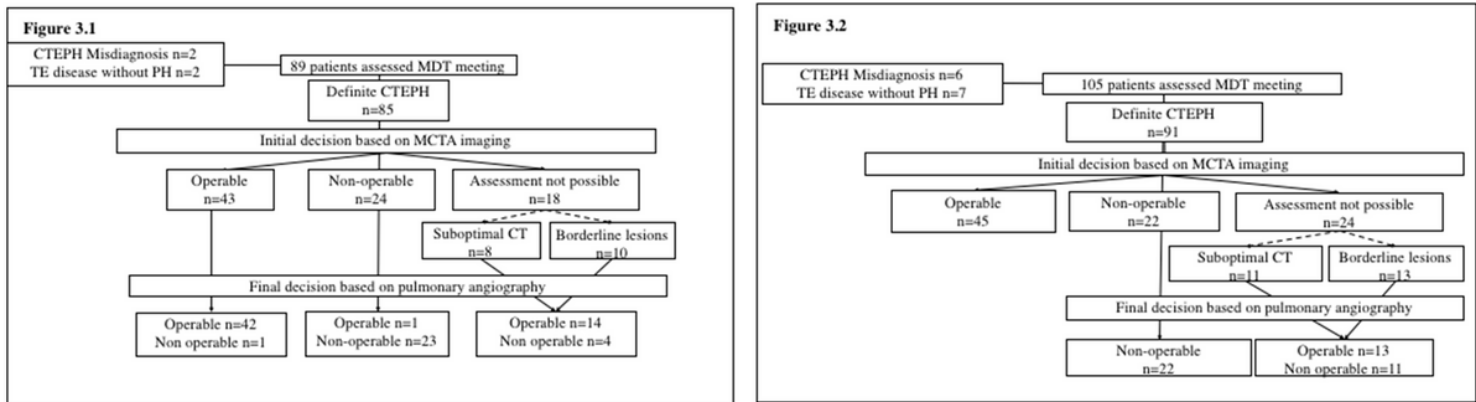 Figure 3.1
CTEPH Misdiagnosis n=2
TE disease without PH n=2
89 patients assessed MDT meeting
Definite CTEPH
n=85
Initial decision based on MCTA imaging
Operable
n=43
Non-operable
n=24
Assessment not possible
n=18
Suboptimal CT
n=8
Borderline lesions
n=10
Final decision based on pulmonary angiography
Operable n=42
Non operable n=1
Operable n=1
Non-operable n=23
Operable n=14
Non operable n=4
Figure 3.2
CTEPH Misdiagnosis n=6
TE disease without PH n=7
105 patients assessed MDT meeting
Definite CTEPH
n=91
Initial decision based on MCTA imaging
Operable
n=45
Non-operable
n=22
Assessment not possible
n=24
Suboptimal CT
n=11
Borderline lesions
n=13
Final decision based on pulmonary angiography
Non-operable
n=22
Operable n=13
Non operable n=11